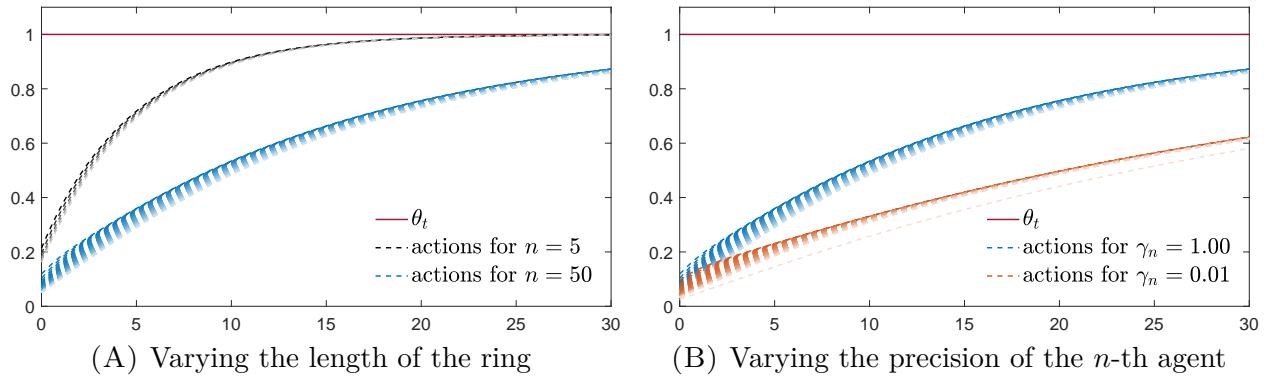 1
0.8
0.6
0.4
0.2
0
0 5 10 15 20 25 30
θ_t
actions for n = 5
actions for n = 50
(A) Varying the length of the ring
1
0.8
0.6
0.4
0.2
0
0 5 10 15 20 25 30
θ_t
actions for γ_n = 1.00
actions for γ_n = 0.01
(B) Varying the precision of the n-th agent